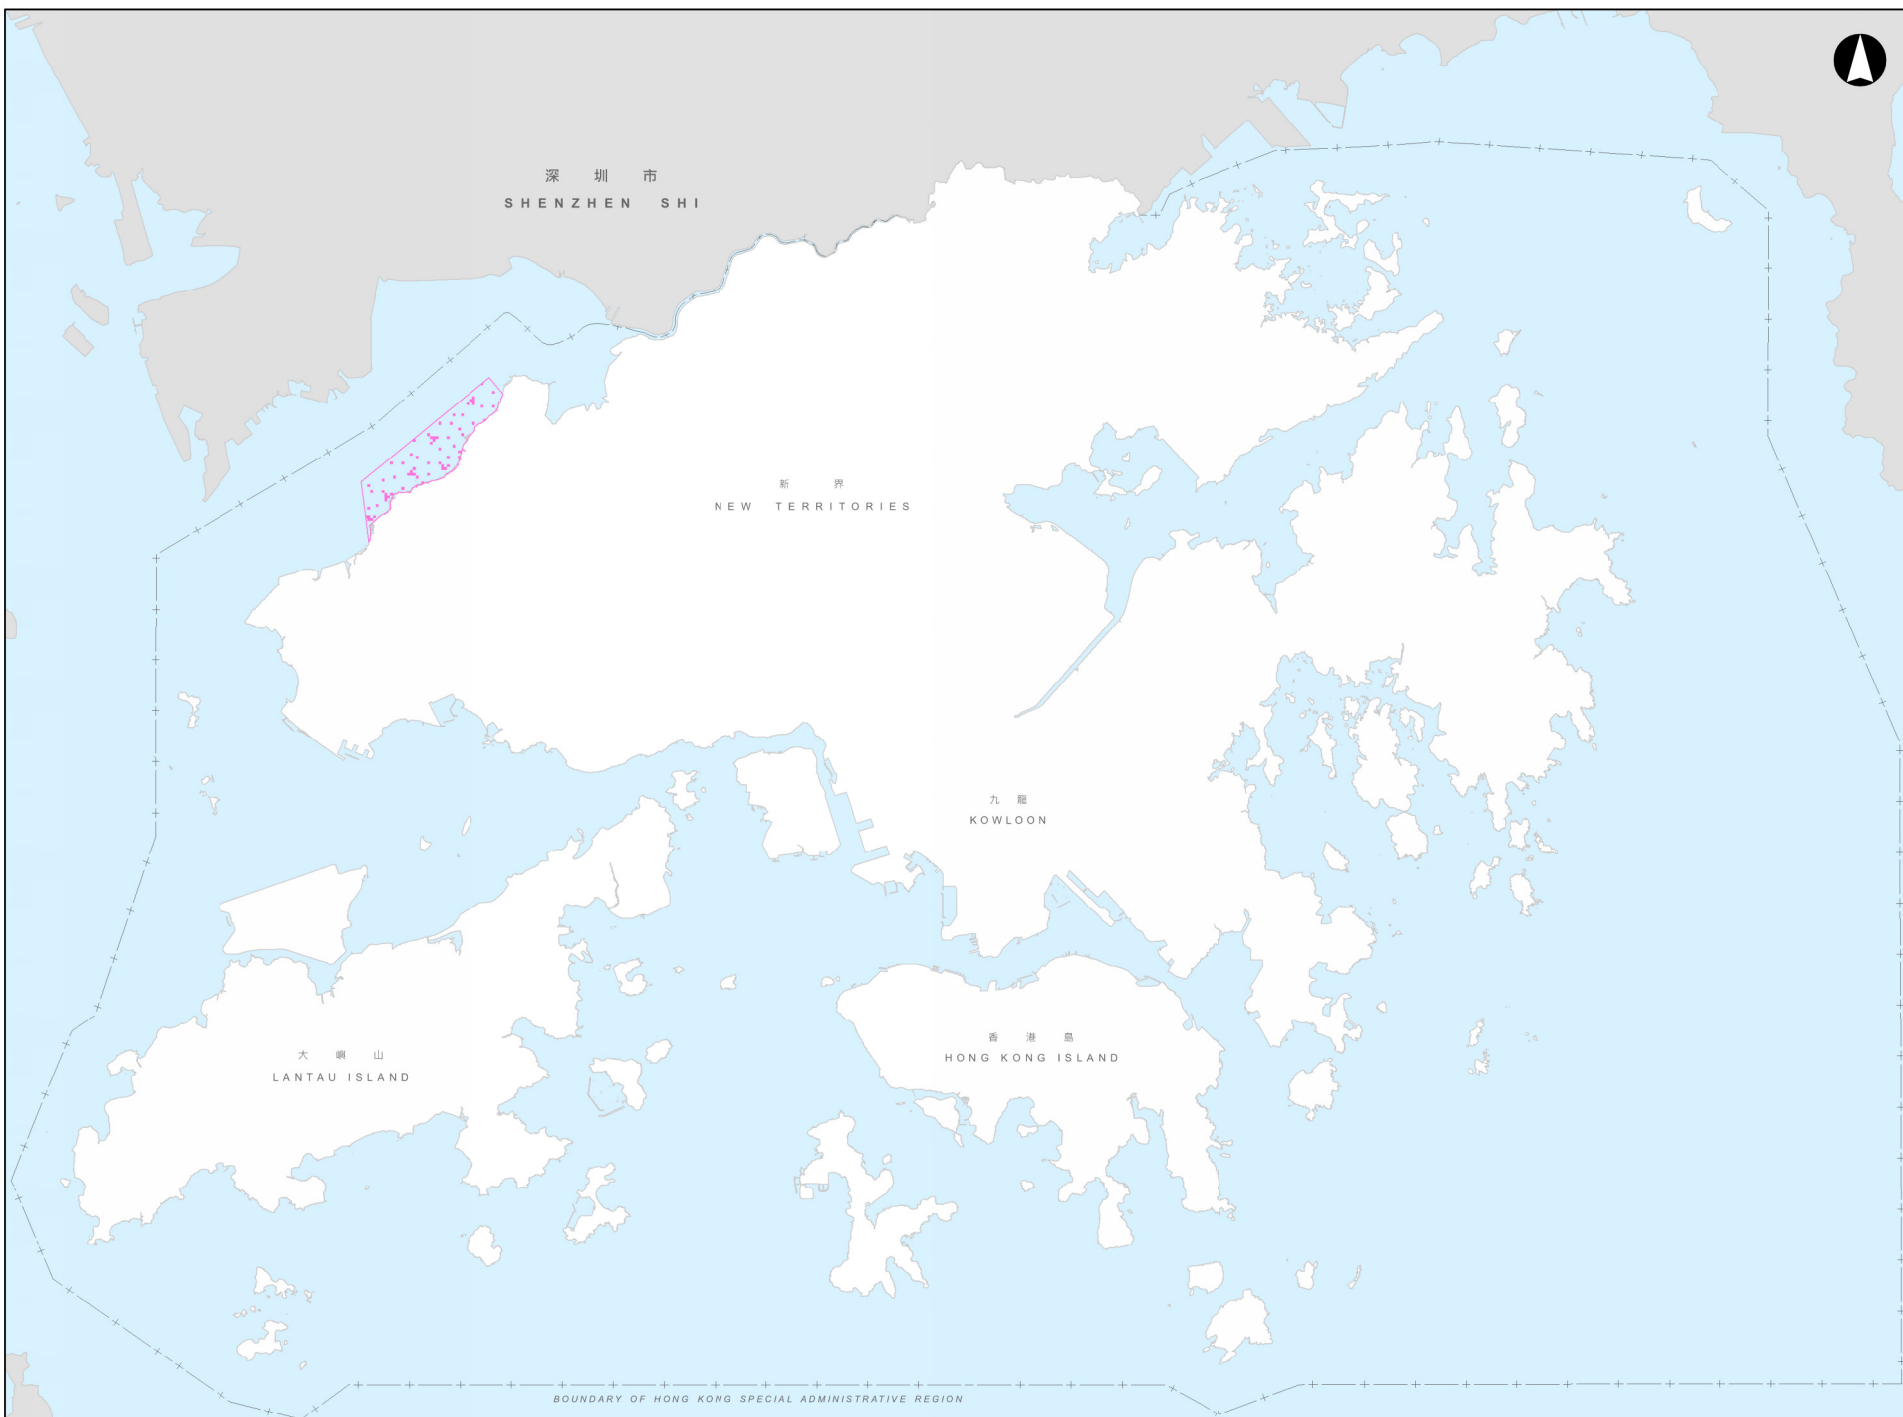 深 圳 市
SHENZHEN SHI
新 界
NEW TERRITORIES
九 龍
KOWLOON
香 港 島
HONG KONG ISLAND
大 嶼 山
LANTAU ISLAND
BOUNDARY OF HONG KONG SPECIAL ADMINISTRATIVE REGION